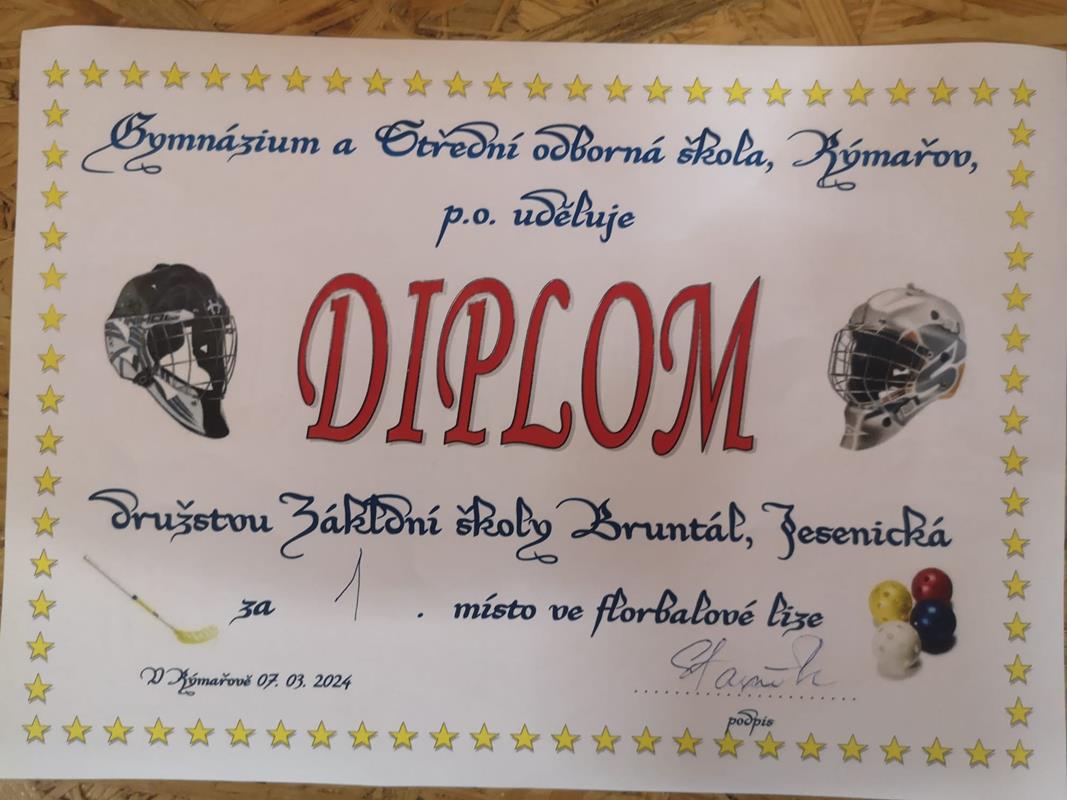 Gymnázium a Střední odborná škola, Rýmařov,
p.o. uděluje
DIPLOM
družstvu Zákldní školy Bruntál, Jesenická
za 1 . místo ve florbalové lize
V Rýmařově 07. 03. 2024
podpis